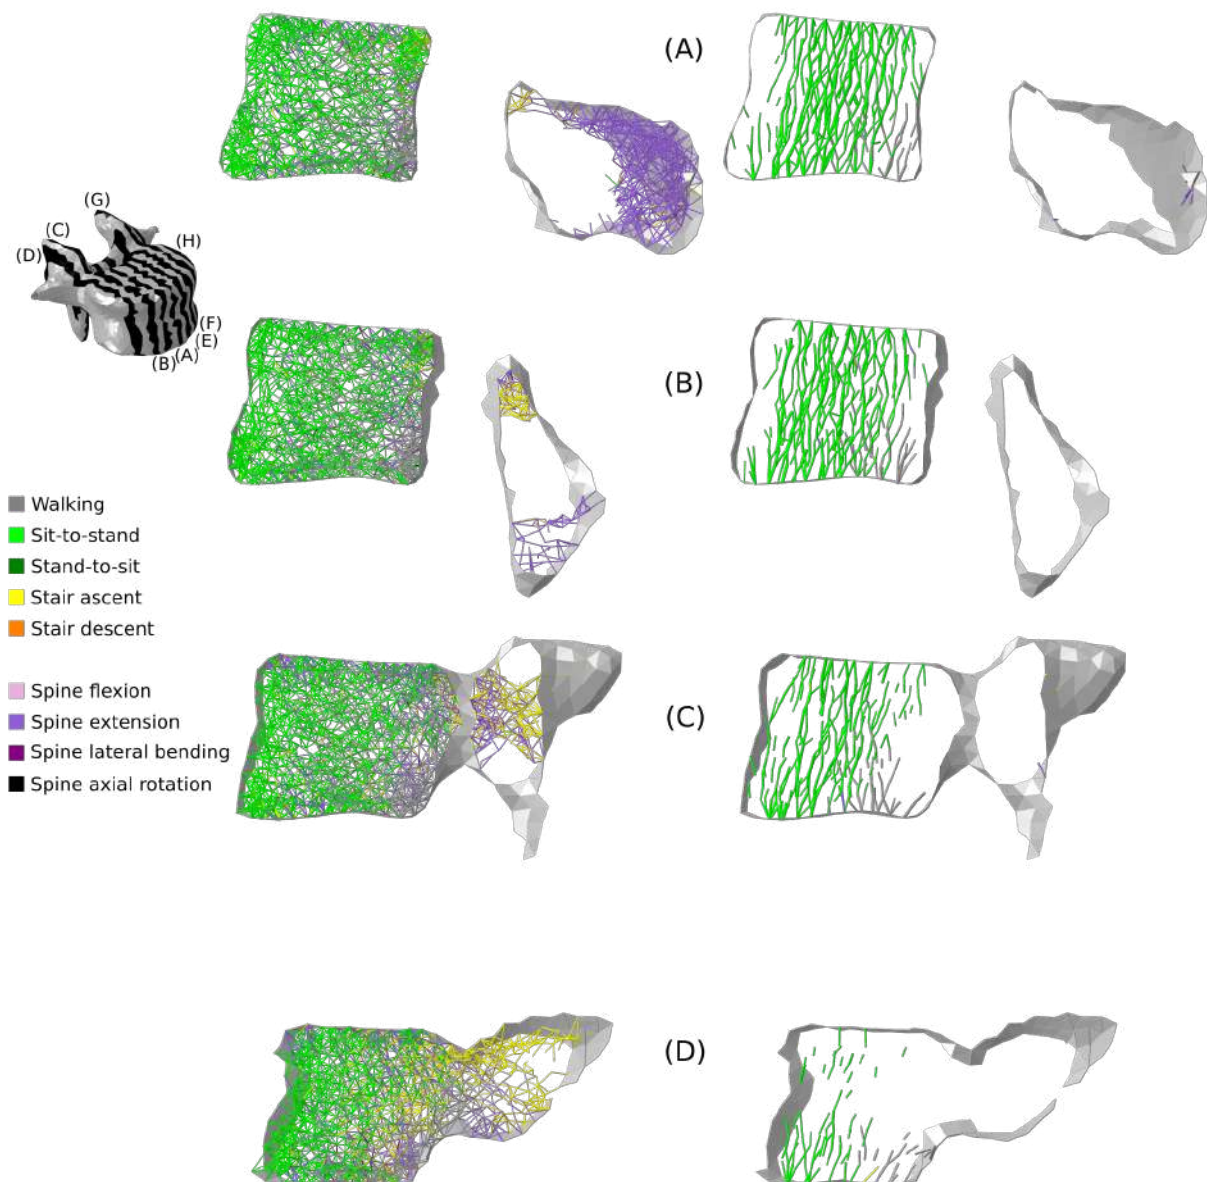 (A)
(G)
(C)
(H)
(D)
(F)
(E)
(B)
(A)
(B)
Walking
Sit-to-stand
Stand-to-sit
Stair ascent
Stair descent
Spine flexion
Spine extension
Spine lateral bending
Spine axial rotation
(C)
(D)